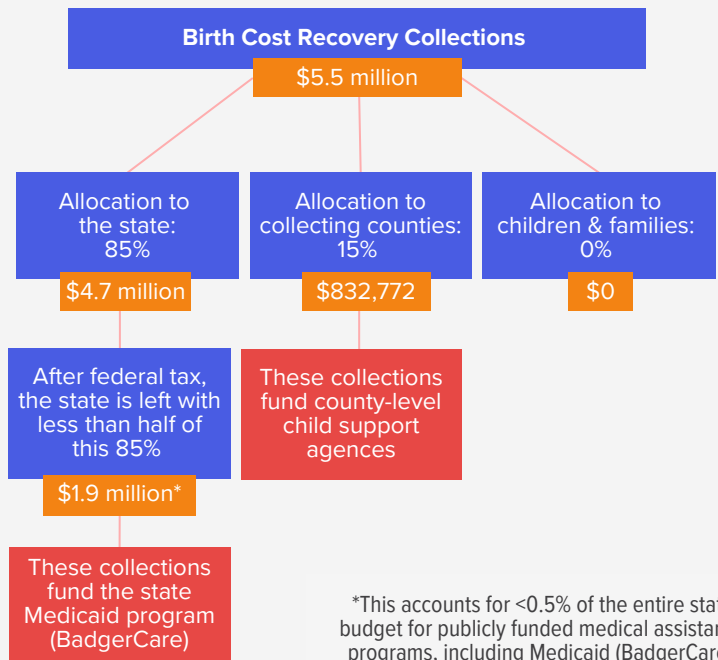 Birth Cost Recovery Collections
$5.5 million
Allocation to
the state:
85%
$4.7 million
Allocation to
collecting counties:
15%
$832,772
Allocation to
children & families:
0%
$0
After federal tax,
the state is left with
less than half of
this 85%
$1.9 million*
These collections
fund county-level
child support
agences
These collections
fund the state
Medicaid program
(BadgerCare)
*This accounts for <0.5% of the entire stat
budget for publicly funded medical assistan
programs, including Medicaid (BadgerCare